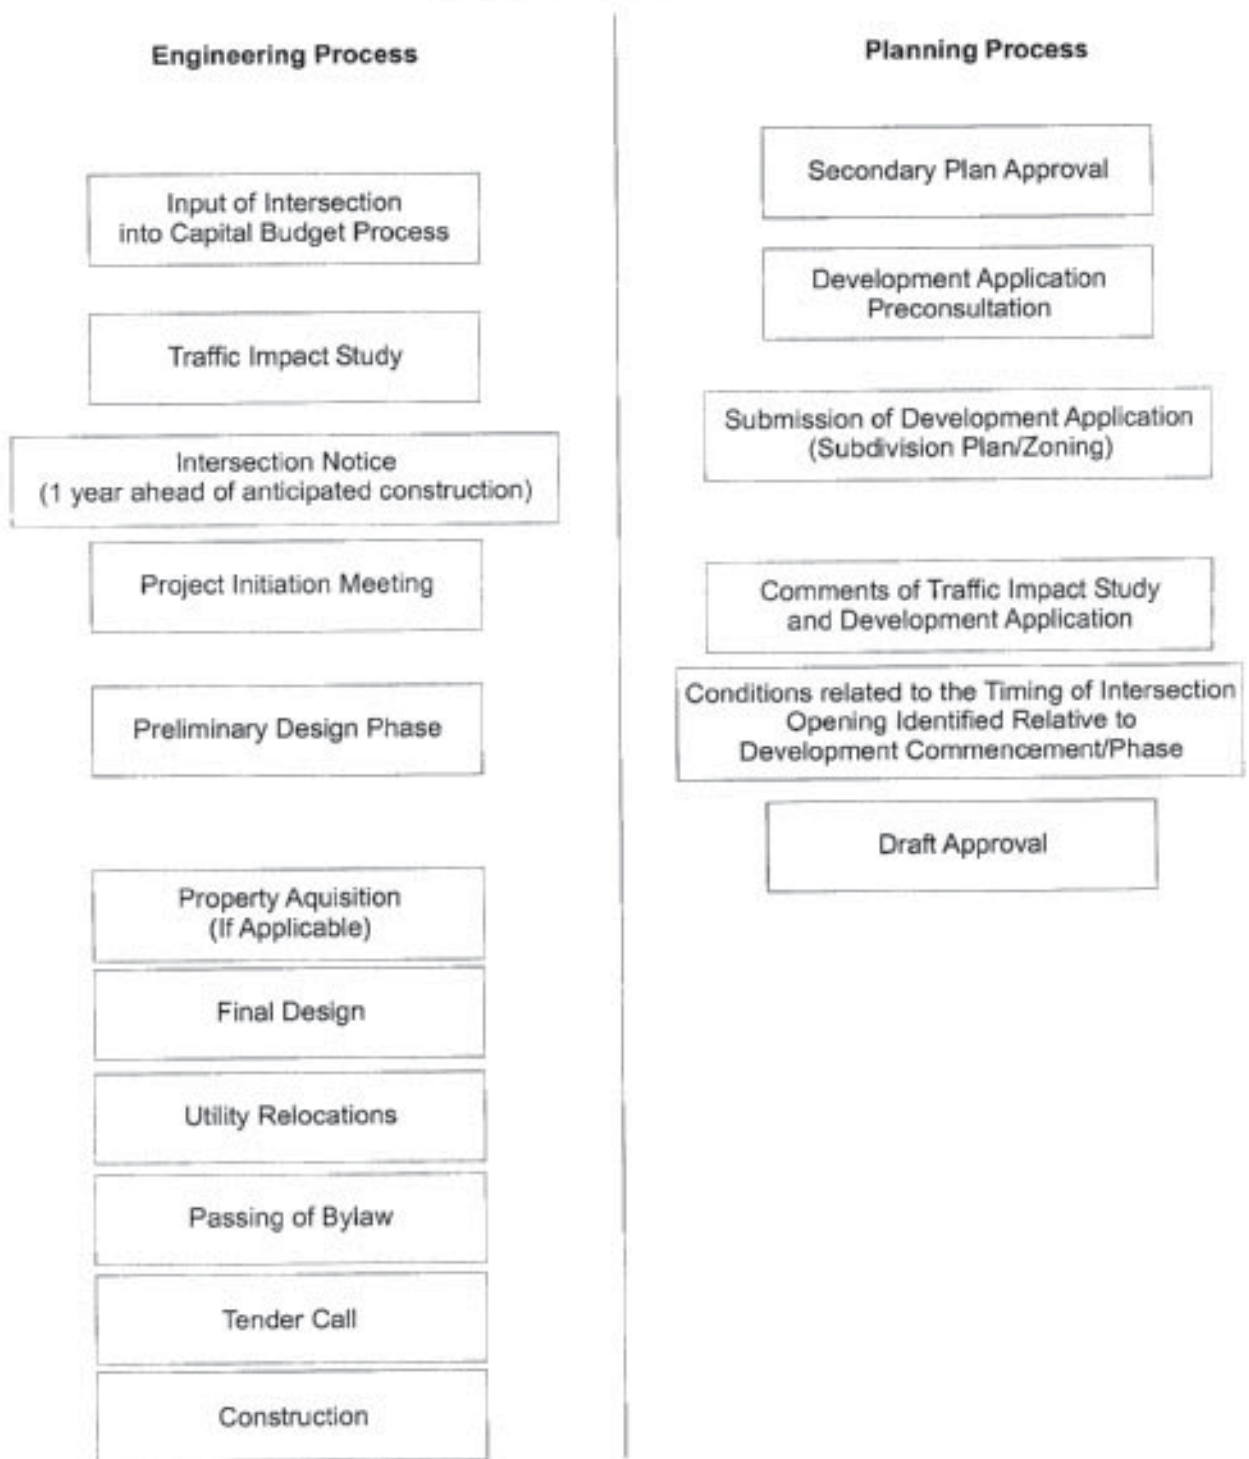 Engineering Process
Input of Intersection
into Capital Budget Process
Traffic Impact Study
Intersection Notice
(1 year ahead of anticipated construction)
Project Initiation Meeting
Preliminary Design Phase
Property Aquisition
(If Applicable)
Final Design
Utility Relocations
Passing of Bylaw
Tender Call
Construction
Planning Process
Secondary Plan Approval
Development Application
Preconsultation
Submission of Development Application
(Subdivision Plan/Zoning)
Comments of Traffic Impact Study
and Development Application
Conditions related to the Timing of Intersection
Opening Identified Relative to
Development Commencement/Phase
Draft Approval